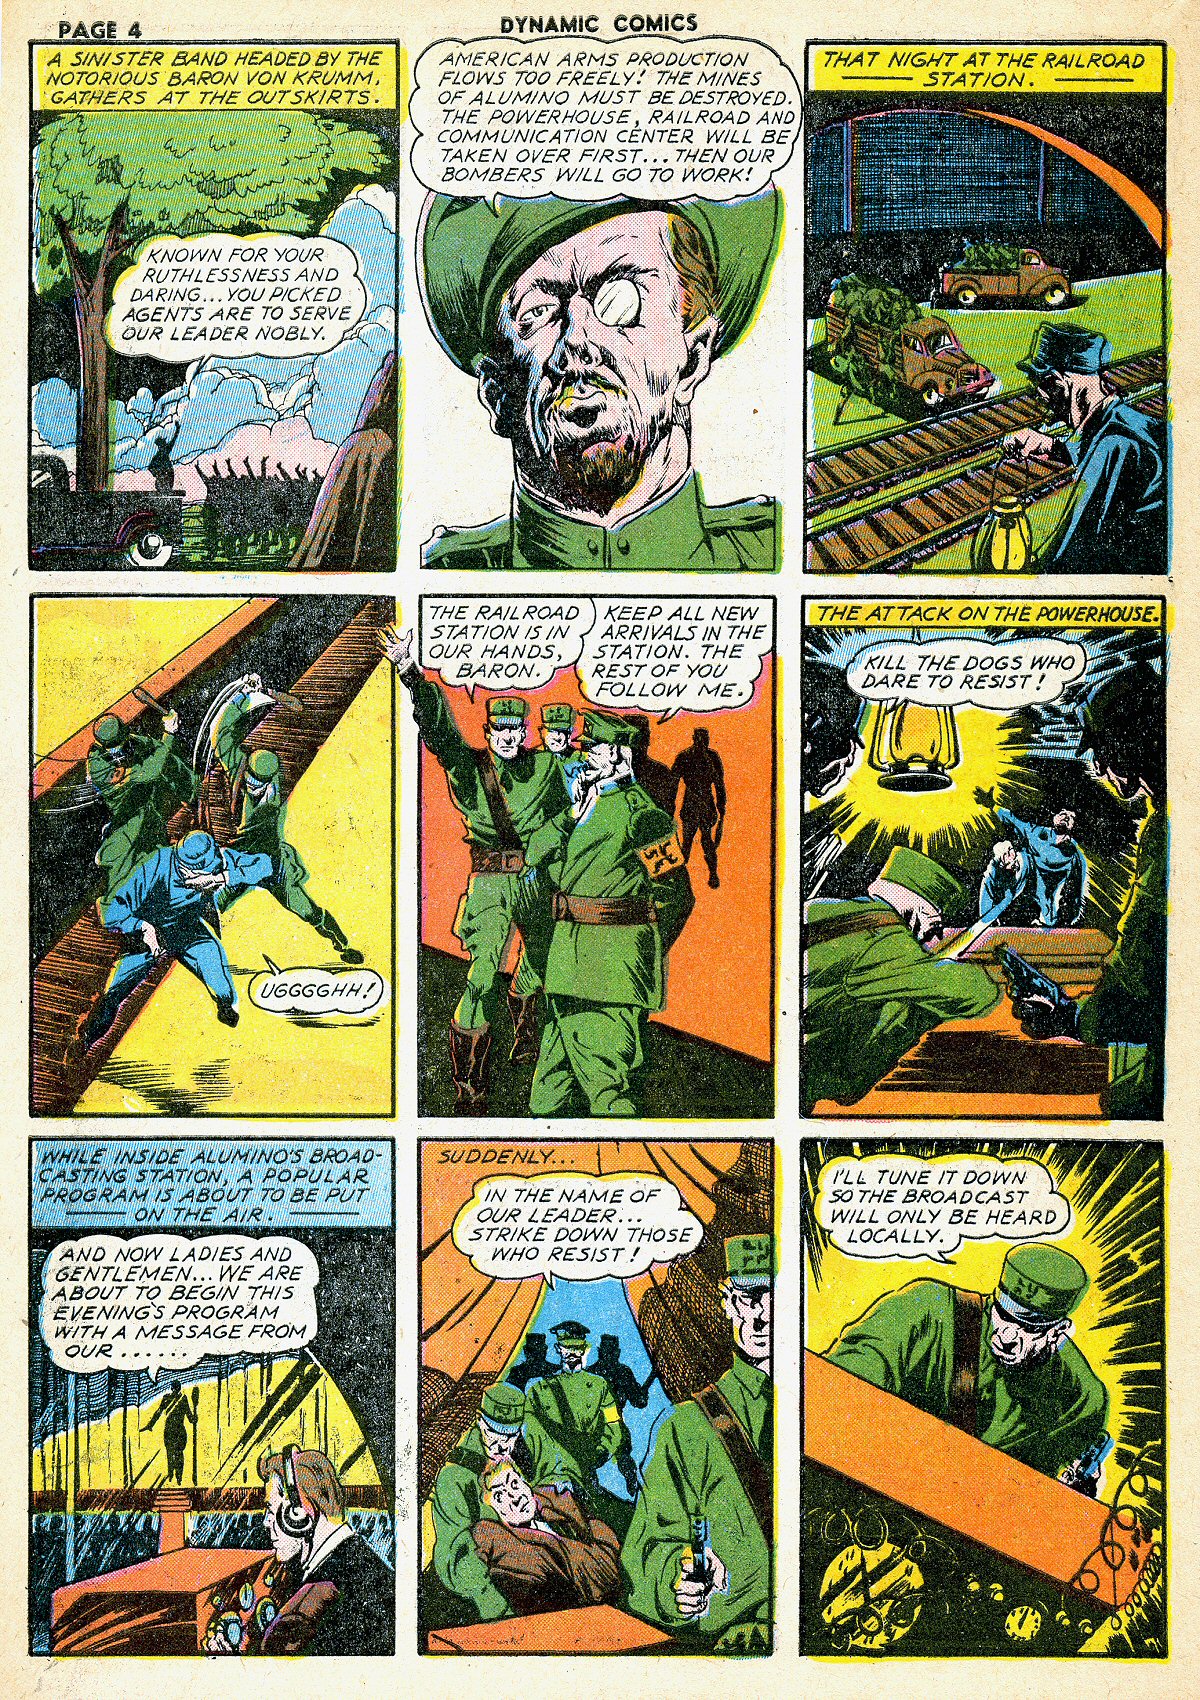 PAGE 4
DYNAMIC COMICS
A SINISTER BAND HEADED BY THE
NOTORIOUS BARON VON KRUMM,
GATHERS AT THE OUTSKIRTS.
KNOWN FOR YOUR
RUTHLESSNESS AND
DARING...YOU PICKED
AGENTS ARE TO SERVE
OUR LEADER NOBLY.
AMERICAN ARMS PRODUCTION
FLOWS TOO FREELY! THE MINES
OF ALUMINO MUST BE DESTROYED.
THE POWERHOUSE, RAILROAD AND
COMMUNICATION CENTER WILL BE
TAKEN OVER FIRST...THEN OUR
BOMBERS WILL GO TO WORK!
THAT NIGHT AT THE RAILROAD
STATION.
UGGGGHH!
THE RAILROAD
STATION IS IN
OUR HANDS,
BARON.
KEEP ALL NEW
ARRIVALS IN THE
STATION. THE
REST OF YOU
FOLLOW ME.
THE ATTACK ON THE POWERHOUSE.
KILL THE DOGS WHO
DARE TO RESIST!
WHILE INSIDE ALUMINO'S BROAD-
CASTING STATION, A POPULAR
PROGRAM IS ABOUT TO BE PUT
ON THE AIR.
AND NOW LADIES AND
GENTLEMEN...WE ARE
ABOUT TO BEGIN THIS
EVENING'S PROGRAM
WITH A MESSAGE FROM
OUR ......
SUDDENLY...
IN THE NAME OF
OUR LEADER...
STRIKE DOWN THOSE
WHO RESIST!
I'LL TUNE IT DOWN
SO THE BROADCAST
WILL ONLY BE HEARD
LOCALLY.